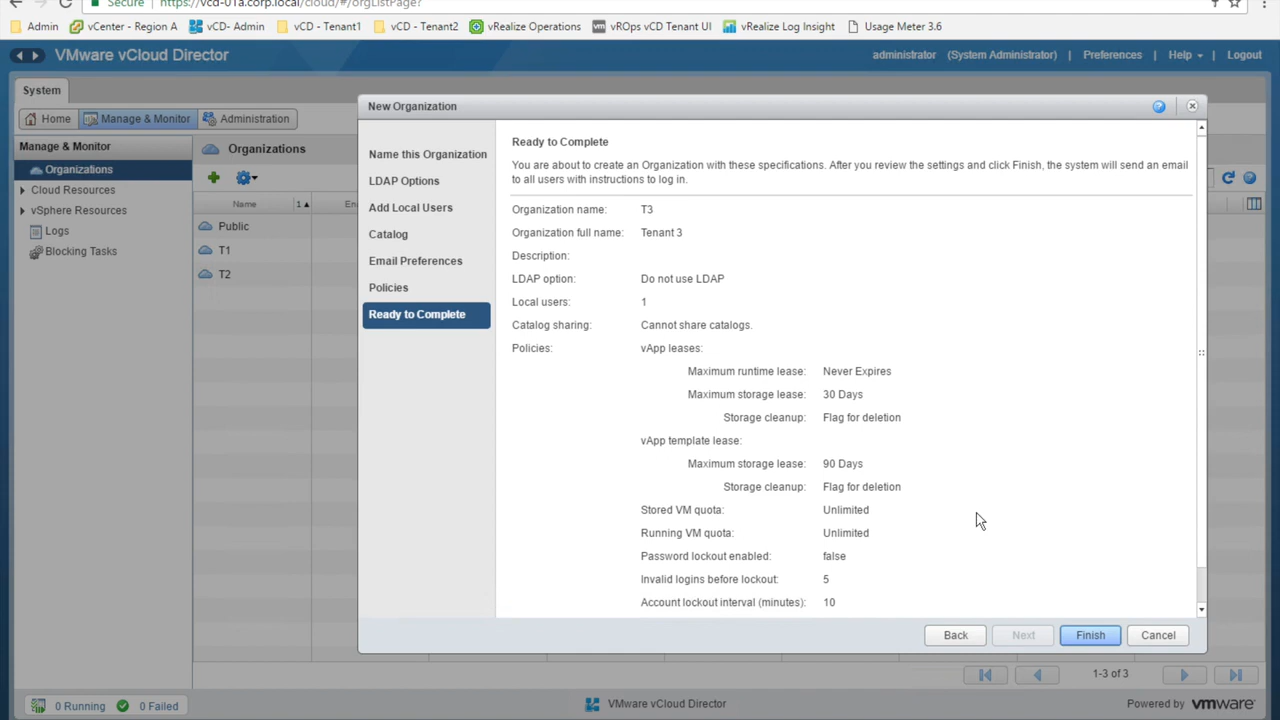 Secure https://vcd-01a.corp.local/cloud/#/orgListPage?
Admin vCenter - Region A vCD- Admin vCD - Tenant1 vCD - Tenant2 vRealize Operations vROps vCD Tenant UI vRealize Log Insight Usage Meter 3.6
VMware vCloud Director administrator (System Administrator) | Preferences | Help | Logout
System
Home Manage & Monitor Administration
Manage & Monitor
Organizations
Cloud Resources
vSphere Resources
Logs
Blocking Tasks
Organizations
Name 1▲
Public
T1
T2
New Organization
Name this Organization
LDAP Options
Add Local Users
Catalog
Email Preferences
Policies
Ready to Complete
Ready to Complete
You are about to create an Organization with these specifications. After you review the settings and click Finish, the system will send an email
to all users with instructions to log in.
Organization name: T3
Organization full name: Tenant 3
Description:
LDAP option: Do not use LDAP
Local users: 1
Catalog sharing: Cannot share catalogs.
Policies: vApp leases:
Maximum runtime lease: Never Expires
Maximum storage lease: 30 Days
Storage cleanup: Flag for deletion
vApp template lease:
Maximum storage lease: 90 Days
Storage cleanup: Flag for deletion
Stored VM quota: Unlimited
Running VM quota: Unlimited
Password lockout enabled: false
Invalid logins before lockout: 5
Account lockout interval (minutes): 10
Back Next Finish Cancel
1-3 of 3
0 Running 0 Failed VMware vCloud Director Powered by vmware